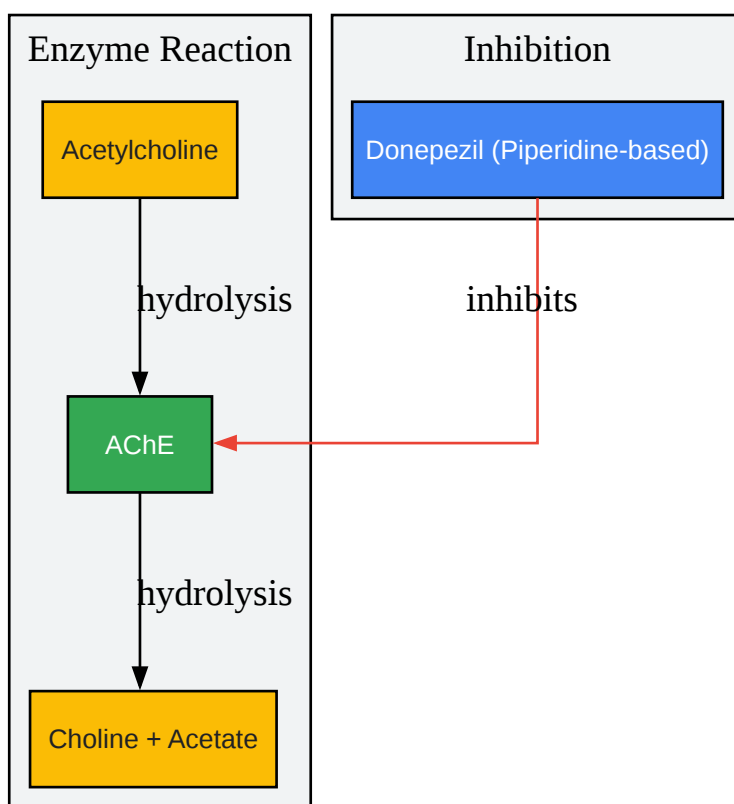 Enzyme Reaction
Inhibition
Acetylcholine
Donepezil (Piperidine-based)
hydrolysis
inhibits
AChE
hydrolysis
Choline + Acetate